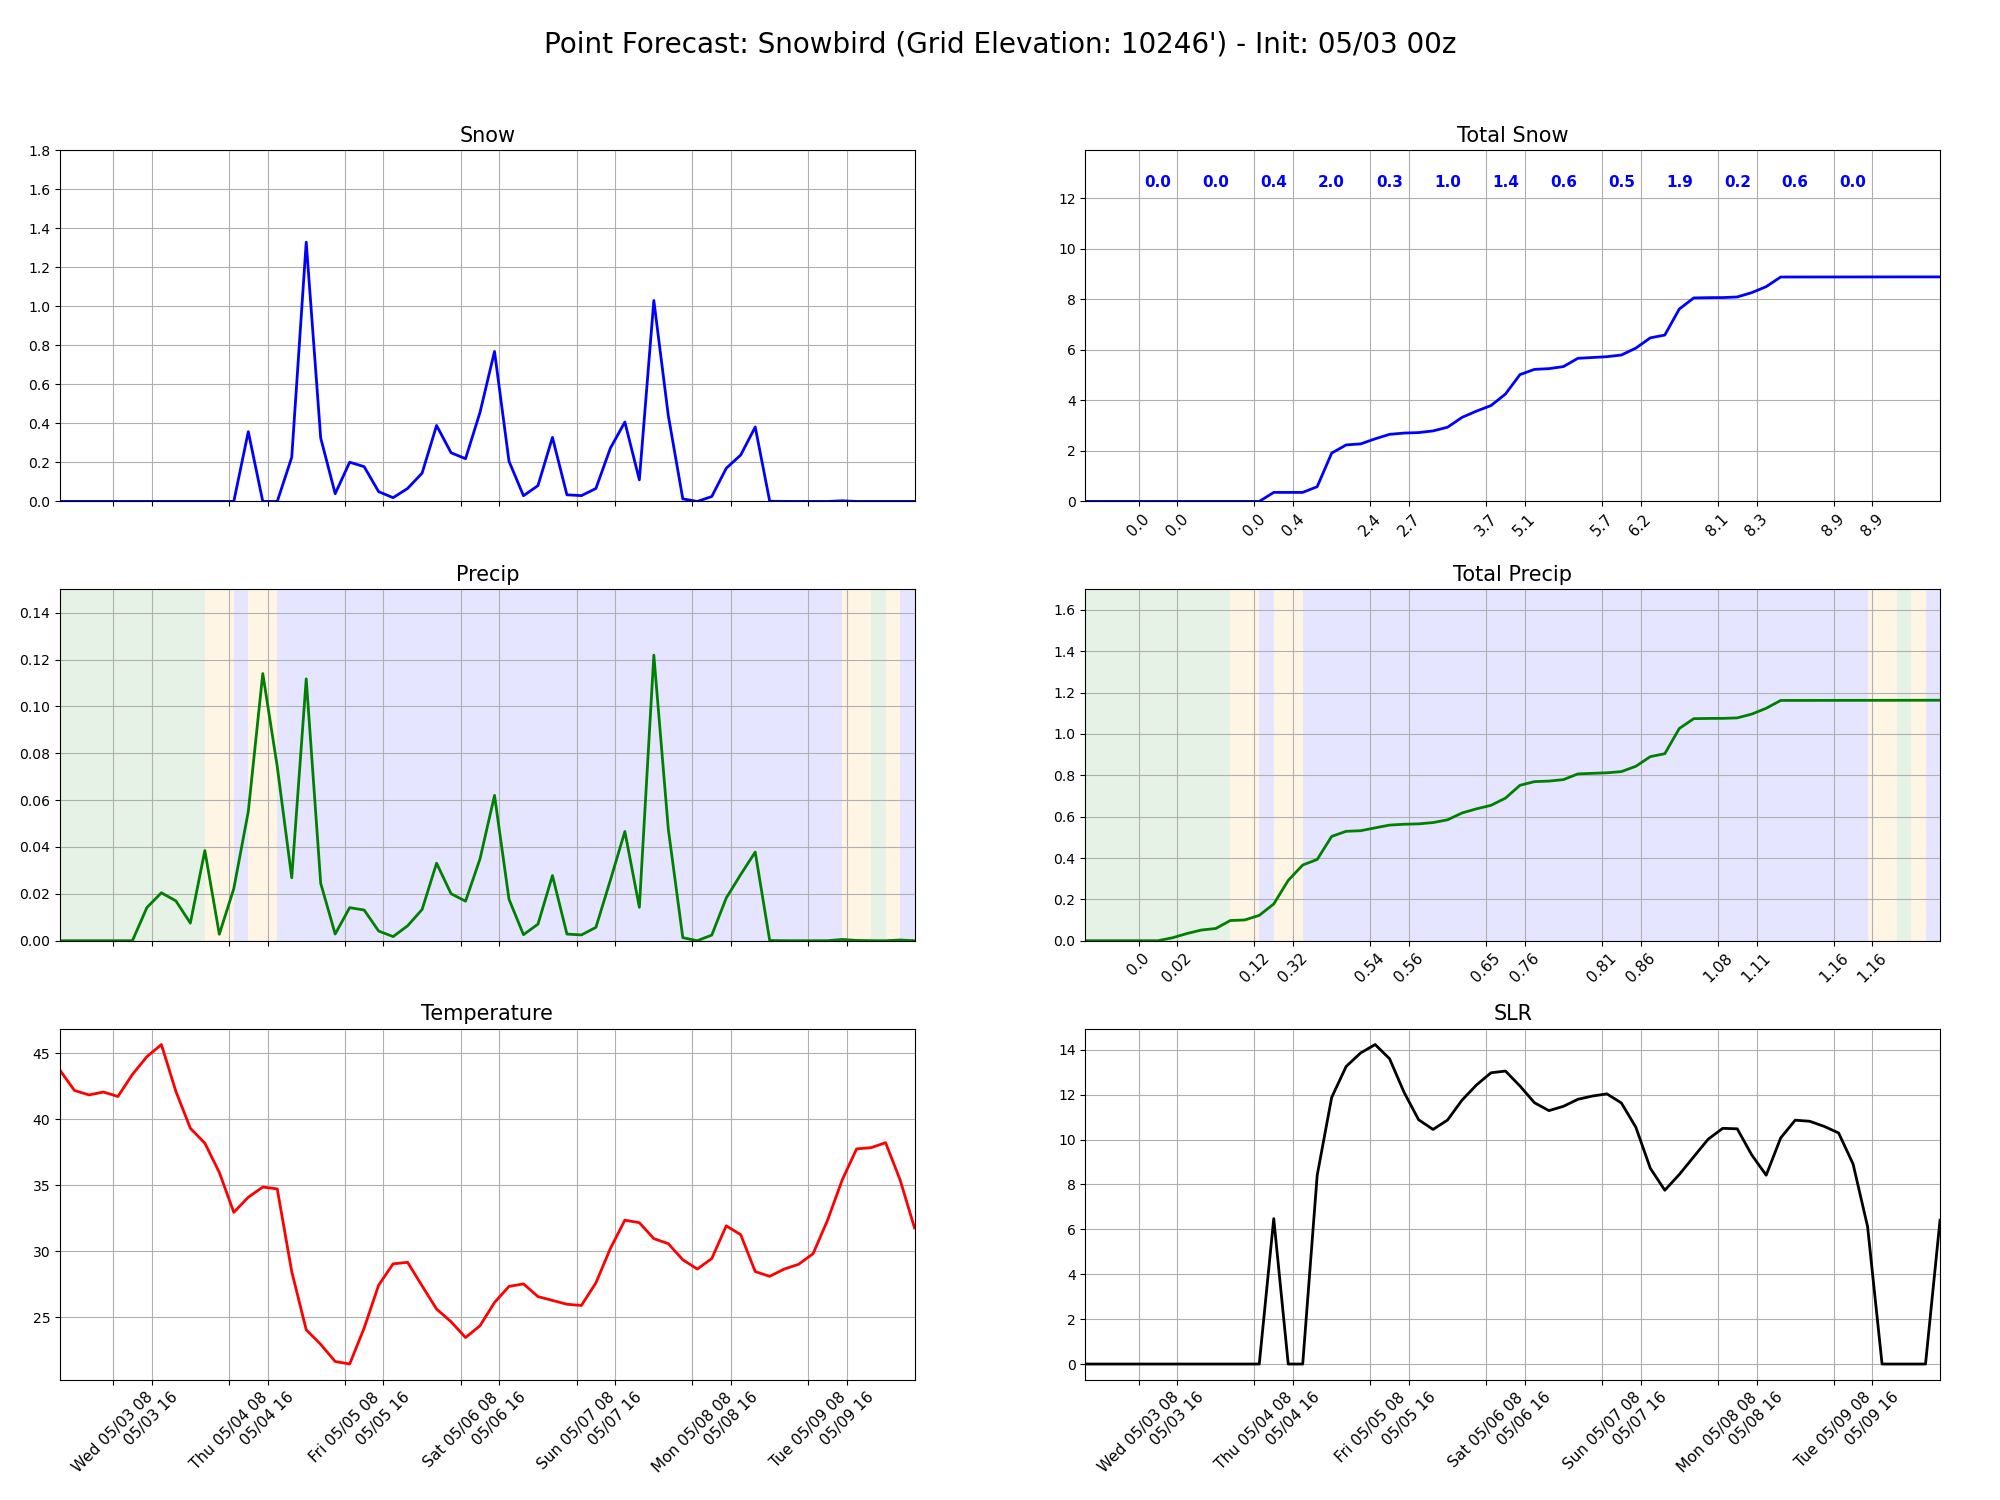 Point Forecast: Snowbird (Grid Elevation: 10246') - Init: 05/03 00z
Snow
1.8
1.6
1.4
1.2
1.0
0.8
0.6
0.4
0.2
0.0
Total Snow
0.0 0.0 0.4 2.0 0.3 1.0 1.4 0.6 0.5 1.9 0.2 0.6 0.0
12
10
8
6
4
2
0
0.0 0.0 0.0 0.4 2.4 2.7 3.7 5.1 5.7 6.2 8.1 8.3 8.9 8.9
Precip
0.14
0.12
0.10
0.08
0.06
0.04
0.02
0.00
Total Precip
1.6
1.4
1.2
1.0
0.8
0.6
0.4
0.2
0.0
0.0 0.02 0.12 0.32 0.54 0.56 0.65 0.76 0.81 0.86 1.08 1.11 1.16 1.16
Temperature
45
40
35
30
25
Wed 05/03 08
05/03 16
Thu 05/04 08
05/04 16
Fri 05/05 08
05/05 16
Sat 05/06 08
05/06 16
Sun 05/07 08
05/07 16
Mon 05/08 08
05/08 16
Tue 05/09 08
05/09 16
SLR
14
12
10
8
6
4
2
0
Wed 05/03 08
05/03 16
Thu 05/04 08
05/04 16
Fri 05/05 08
05/05 16
Sat 05/06 08
05/06 16
Sun 05/07 08
05/07 16
Mon 05/08 08
05/08 16
Tue 05/09 08
05/09 16